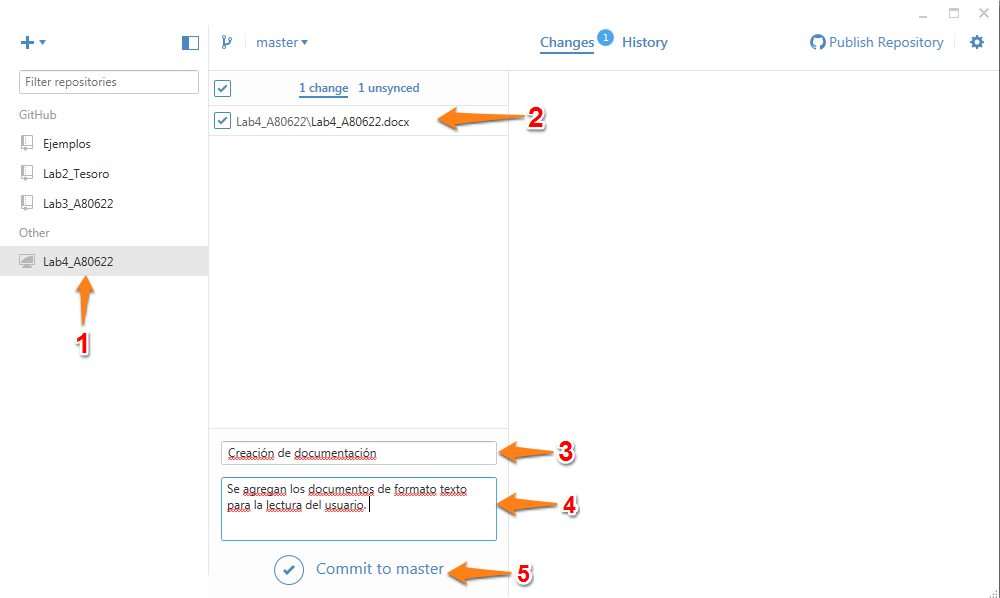 master
Changes 1 History
Publish Repository
Filter repositories
GitHub
Ejemplos
Lab2_Tesoro
Lab3_A80622
Other
Lab4_A80622
1
1 change 1 unsynced
Lab4_A80622\Lab4_A80622.docx
2
Creación de documentación
3
Se agregan los documentos de formato texto
para la lectura del usuario.
4
Commit to master
5